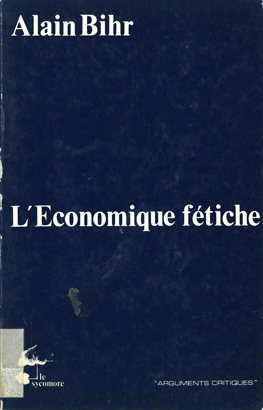 Alain Bihr
L'Economique fétiche
le
sycomore
"ARGUMENTS CRITIQUES"